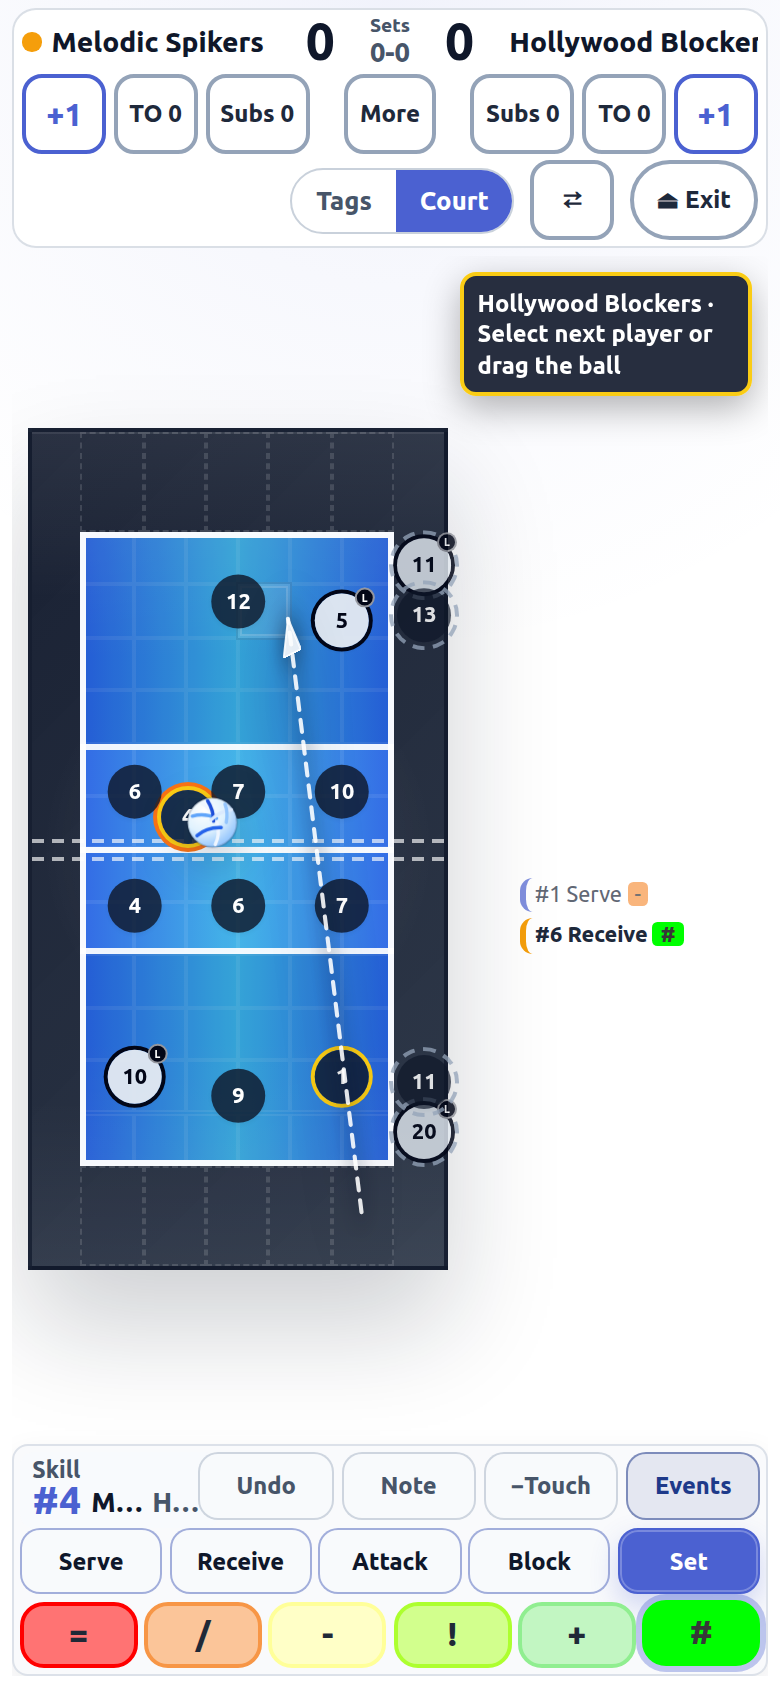 Melodic Spikers 0 Sets 0-0 0 Hollywood Blocker
+1 TO 0 Subs 0 More Subs 0 TO 0 +1
Tags Court ⇄ ⏏ Exit
Hollywood Blockers ·
Select next player or
drag the ball
11 L
12 5 L 13
6 7 10
4 6 7
#1 Serve -
#6 Receive #
10 L 9 1 11
20 L
Skill
#4 M... H... Undo Note −Touch Events
Serve Receive Attack Block Set
= / - ! + #